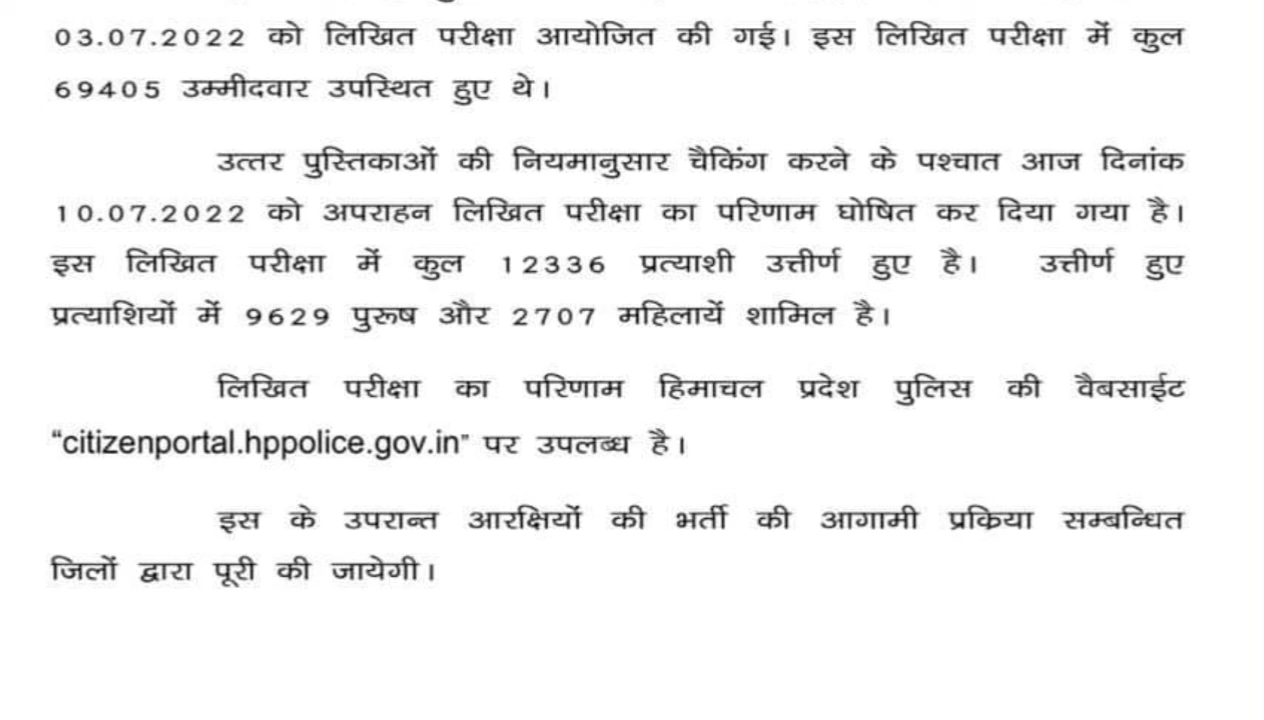 03.07.2022 को लिखित परीक्षा आयोजित की गई। इस लिखित परीक्षा में कुल
69405 उम्मीदवार उपस्थित हुए थे।
उत्तर पुस्तिकाओं की नियमानुसार चैकिंग करने के पश्चात आज दिनांक
10.07.2022 को अपराहन लिखित परीक्षा का परिणाम घोषित कर दिया गया है।
इस लिखित परीक्षा में कुल 12336 प्रत्याशी उत्तीर्ण हुए है। उत्तीर्ण हुए
प्रत्याशियों में 9629 पुरूष और 2707 महिलायें शामिल है।
लिखित परीक्षा का परिणाम हिमाचल प्रदेश पुलिस की वैबसाईट
“citizenportal.hppolice.gov.in” पर उपलब्ध है।
इस के उपरान्त आरक्षियों की भर्ती की आगामी प्रकिया सम्बन्धित
जिलों द्वारा पूरी की जायेगी।